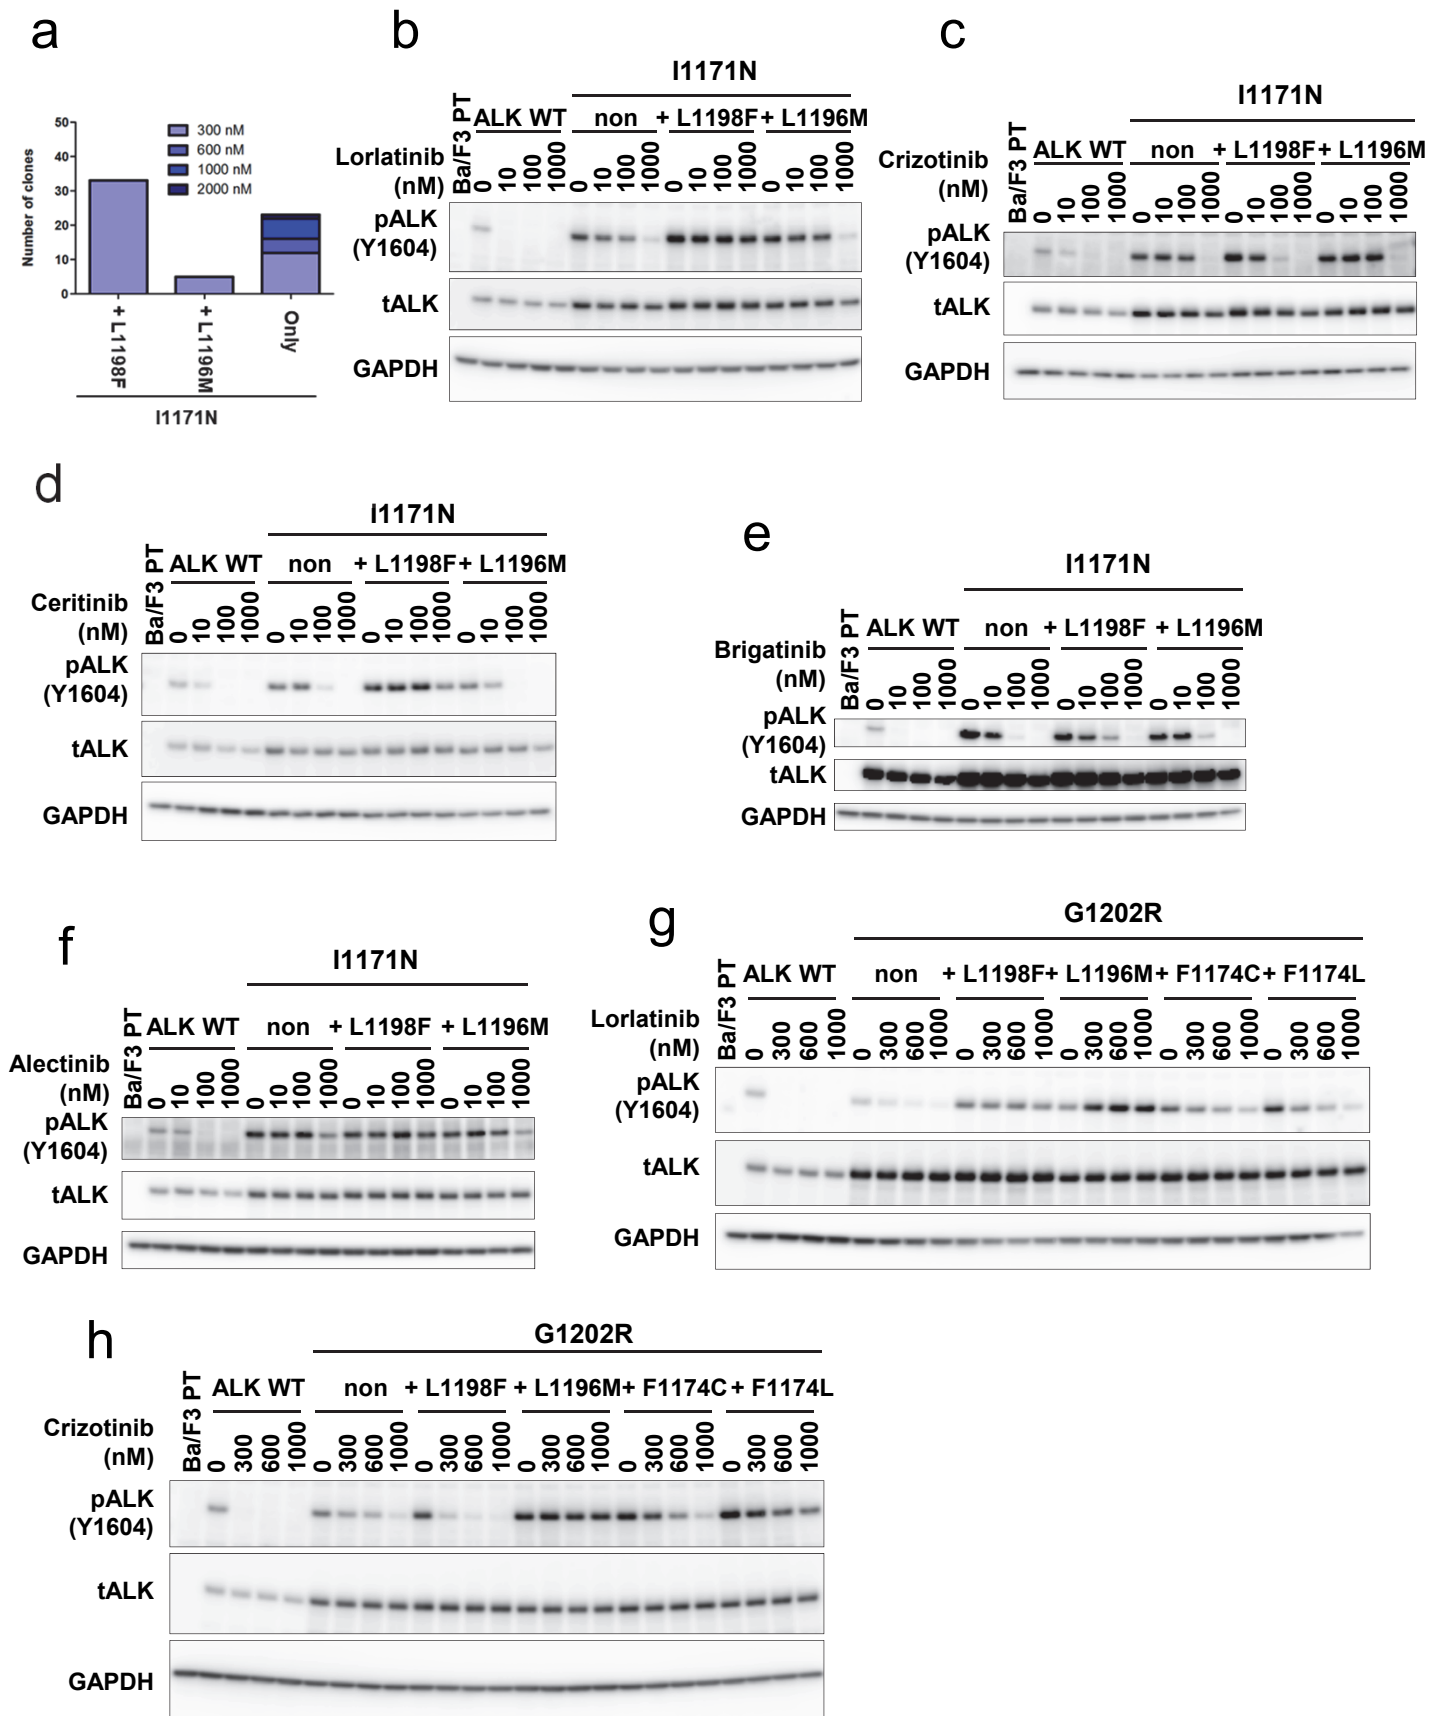 a
50
40
30
20
10
0
Number of clones
300 nM
600 nM
1000 nM
2000 nM
+ L1198F
+ L1196M
Only
I1171N
b
I1171N
Ba/F3 PT
ALK WT non + L1198F + L1196M
Lorlatinib
(nM)
0 10 100 1000 0 10 100 1000 0 10 100 1000 0 10 100 1000
pALK
(Y1604)
tALK
GAPDH
c
I1171N
Ba/F3 PT
ALK WT non + L1198F + L1196M
Crizotinib
(nM)
0 10 100 1000 0 10 100 1000 0 10 100 1000 0 10 100 1000
pALK
(Y1604)
tALK
GAPDH
d
I1171N
Ba/F3 PT
ALK WT non + L1198F + L1196M
Ceritinib
(nM)
0 10 100 1000 0 10 100 1000 0 10 100 1000 0 10 100 1000
pALK
(Y1604)
tALK
GAPDH
e
I1171N
Ba/F3 PT
ALK WT non + L1198F + L1196M
Brigatinib
(nM)
0 10 100 1000 0 10 100 1000 0 10 100 1000 0 10 100 1000
pALK
(Y1604)
tALK
GAPDH
f
I1171N
Ba/F3 PT
ALK WT non + L1198F + L1196M
Alectinib
(nM)
0 10 100 1000 0 10 100 1000 0 10 100 1000 0 10 100 1000
pALK
(Y1604)
tALK
GAPDH
g
G1202R
Ba/F3 PT
ALK WT non + L1198F + L1196M + F1174C + F1174L
Lorlatinib
(nM)
0 300 600 1000 0 300 600 1000 0 300 600 1000 0 300 600 1000 0 300 600 1000 0 300 600 1000
pALK
(Y1604)
tALK
GAPDH
h
G1202R
Ba/F3 PT
ALK WT non + L1198F + L1196M + F1174C + F1174L
Crizotinib
(nM)
0 300 600 1000 0 300 600 1000 0 300 600 1000 0 300 600 1000 0 300 600 1000 0 300 600 1000
pALK
(Y1604)
tALK
GAPDH